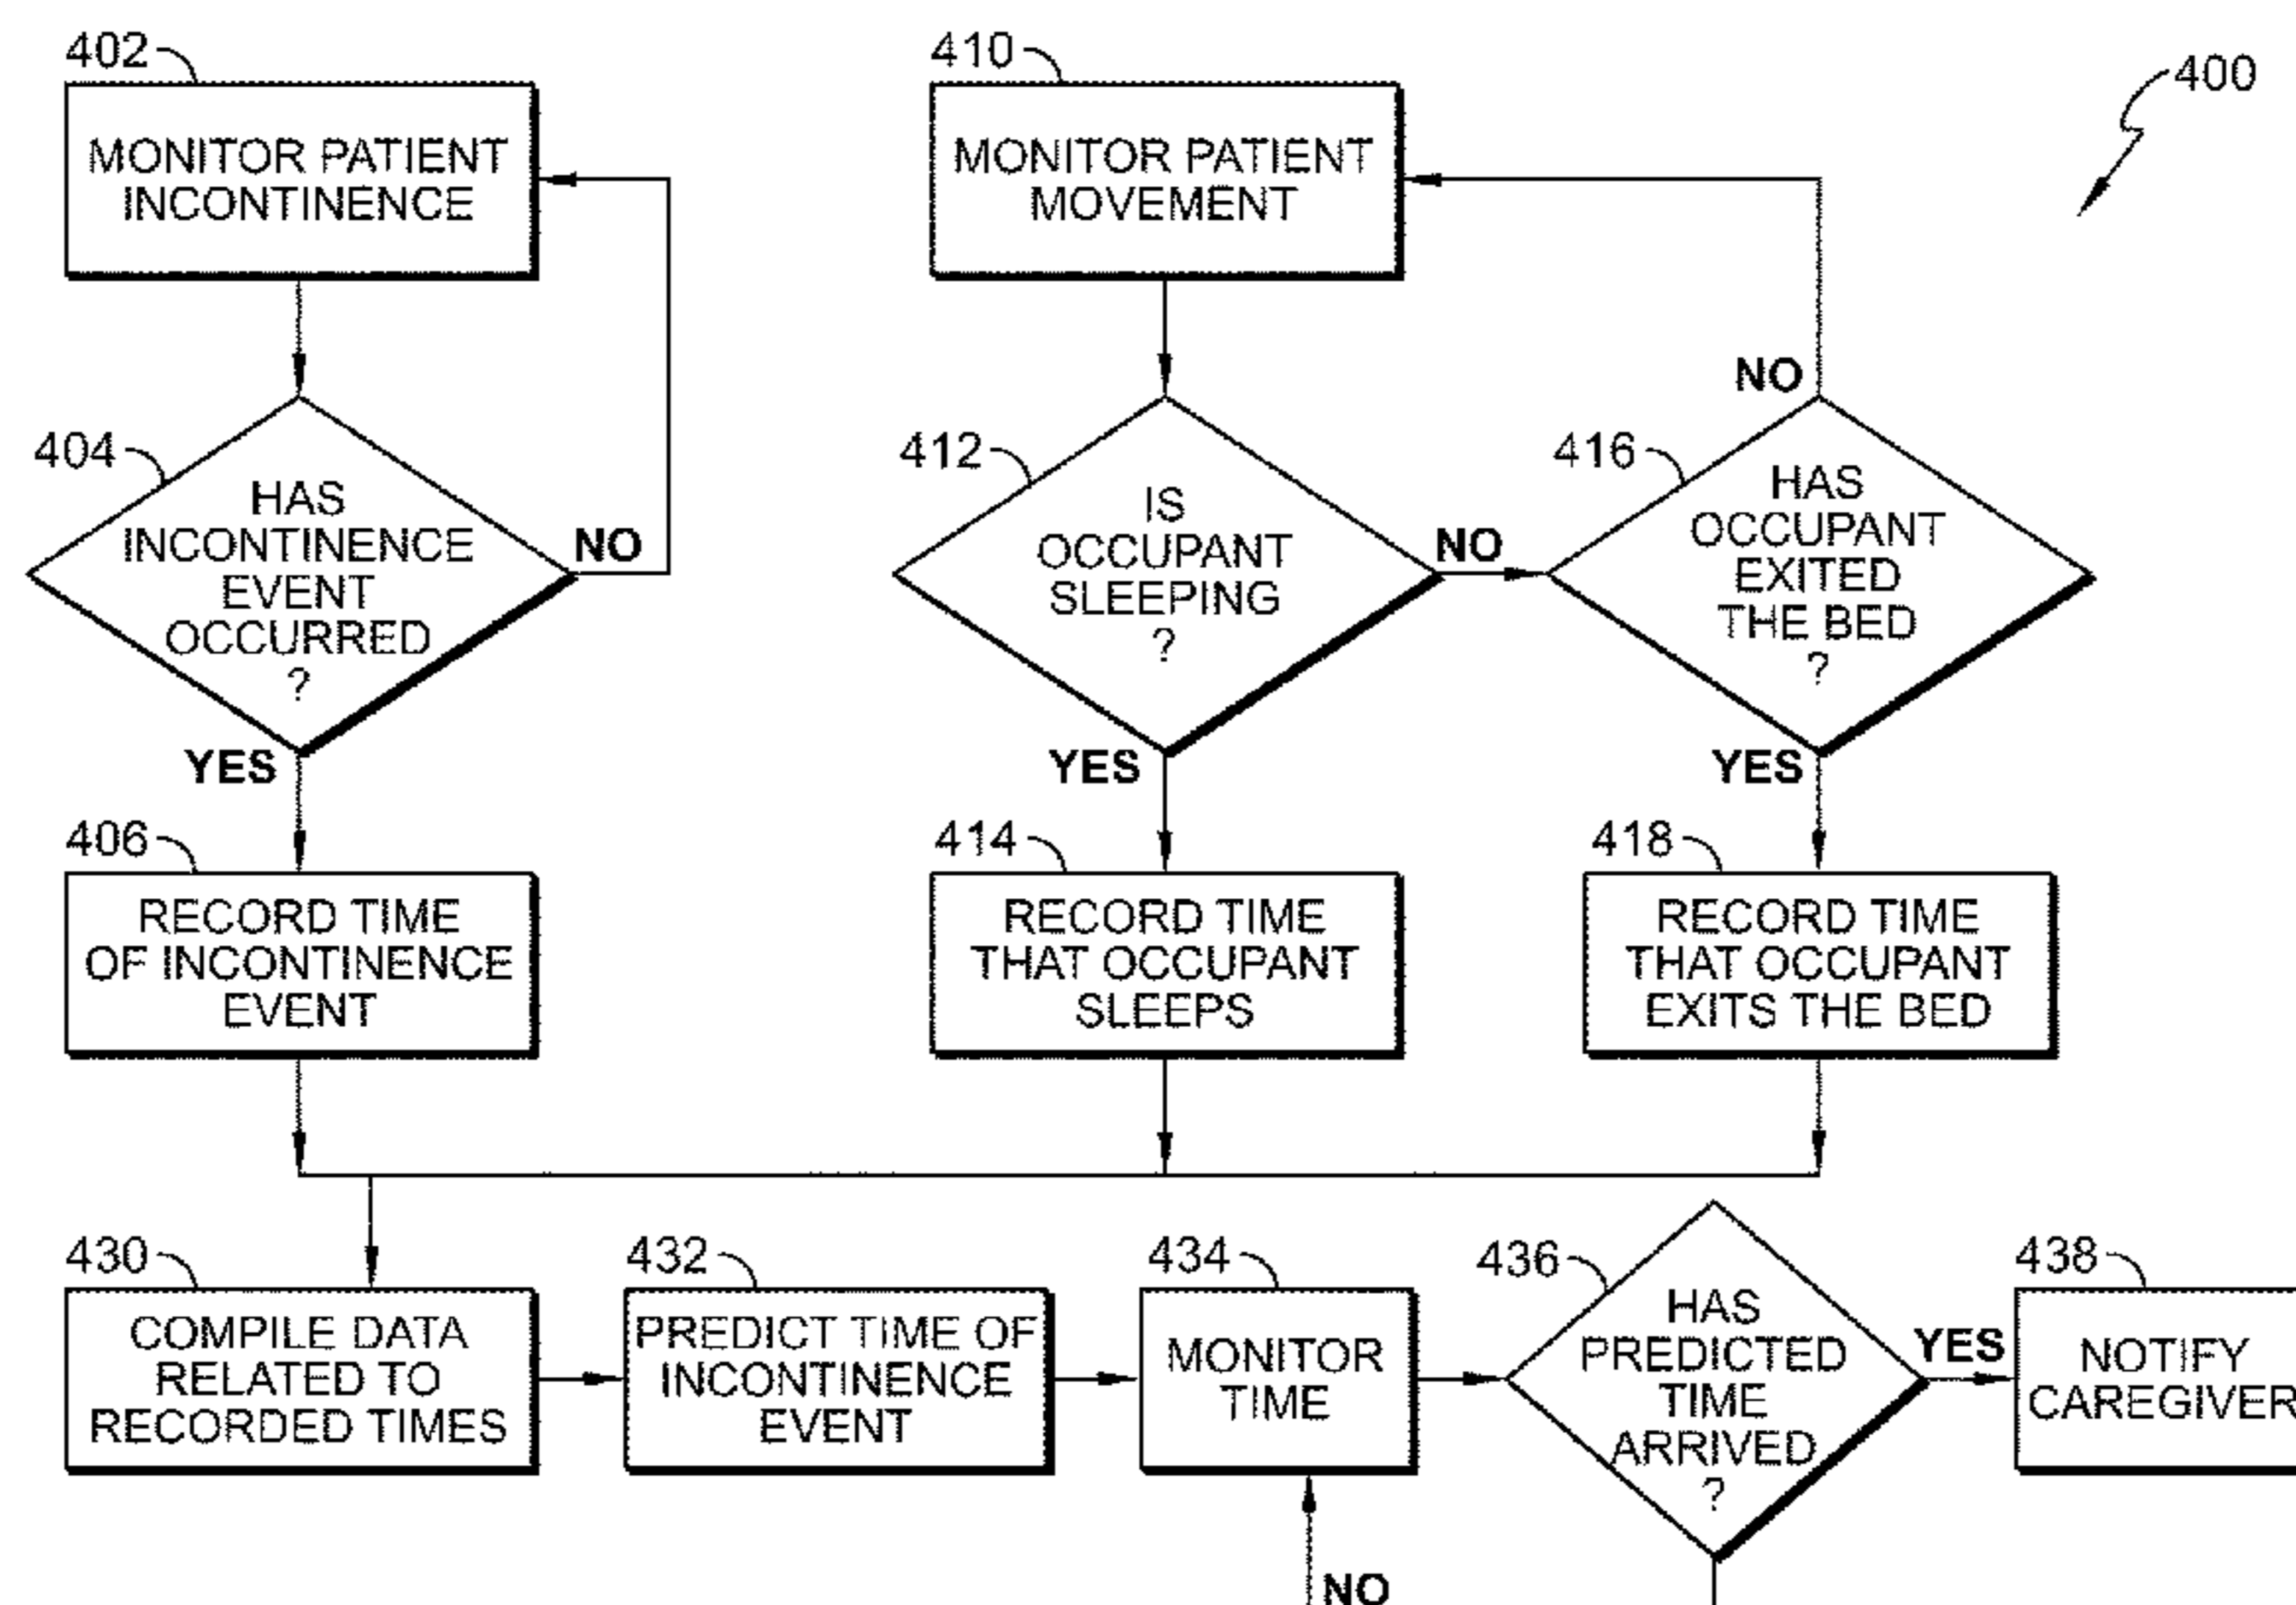 402
410
400
MONITOR PATIENT
INCONTINENCE
MONITOR PATIENT
MOVEMENT
NO
404
412
416
HAS
INCONTINENCE
EVENT
OCCURRED
?
NO
IS
OCCUPANT
SLEEPING
?
NO
HAS
OCCUPANT
EXITED
THE BED
?
YES
YES
YES
406
414
418
RECORD TIME
OF INCONTINENCE
EVENT
RECORD TIME
THAT OCCUPANT
SLEEPS
RECORD TIME
THAT OCCUPANT
EXITS THE BED
430
432
434
436
438
COMPILE DATA
RELATED TO
RECORDED TIMES
PREDICT TIME OF
INCONTINENCE
EVENT
MONITOR
TIME
HAS
PREDICTED
TIME
ARRIVED
?
YES
NOTIFY
CAREGIVER
NO